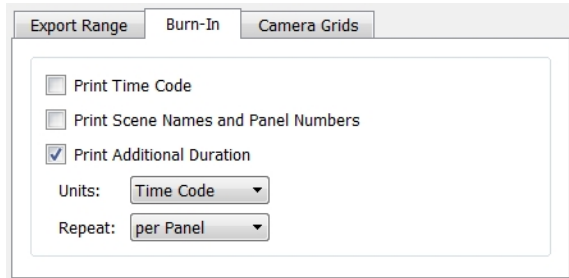 Export Range Burn-In Camera Grids
Print Time Code
Print Scene Names and Panel Numbers
Print Additional Duration
Units: Time Code
Repeat: per Panel